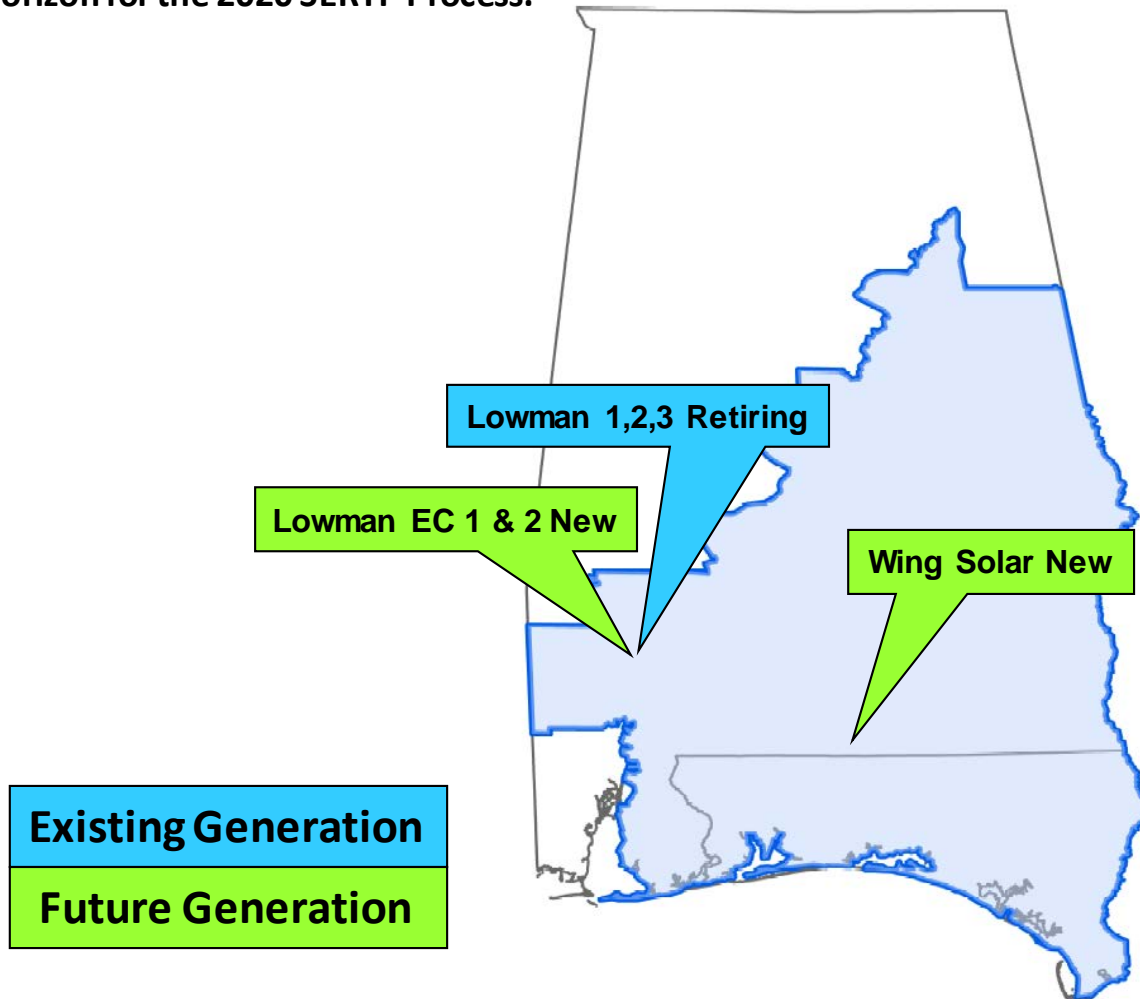 Lowman 1,2,3 Retiring
Lowman EC 1 & 2 New
Wing Solar New
Existing Generation
Future Generation